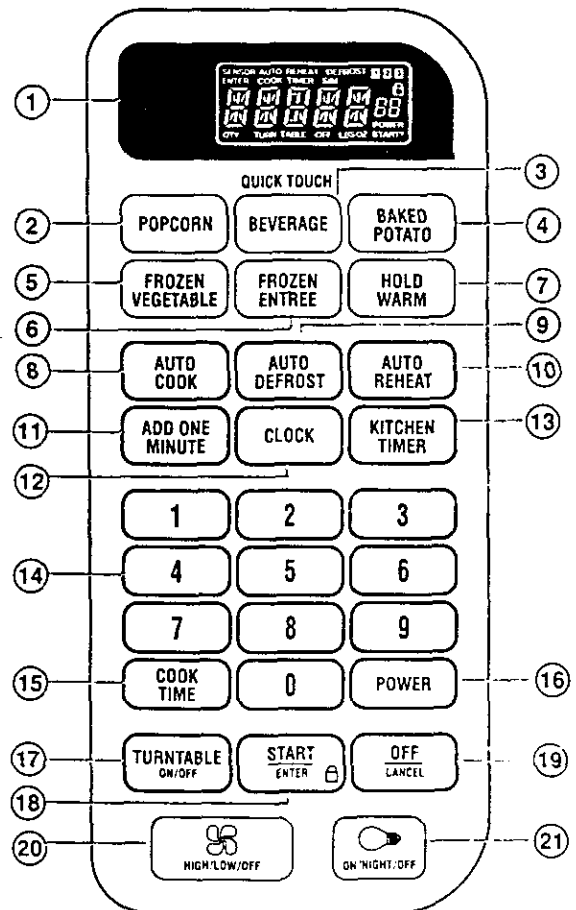 SENSOR AUTO REHEAT DEFROST 1 2 3
ENTER COOK TIMER
88
POWER
QTY TURN TABLE OFF START?
1
QUICK TOUCH
3
2
POPCORN
BEVERAGE
BAKED
POTATO
4
5
FROZEN
VEGETABLE
FROZEN
ENTREE
HOLD
WARM
7
6
9
8
AUTO
COOK
AUTO
DEFROST
AUTO
REHEAT
10
11
ADD ONE
MINUTE
CLOCK
KITCHEN
TIMER
13
12
1
2
3
14
4
5
6
7
8
9
15
COOK
TIME
0
POWER
16
17
TURNTABLE
ON/OFF
START
ENTER
OFF
CANCEL
19
18
20
HIGH/LOW/OFF
ON/NIGHT/OFF
21